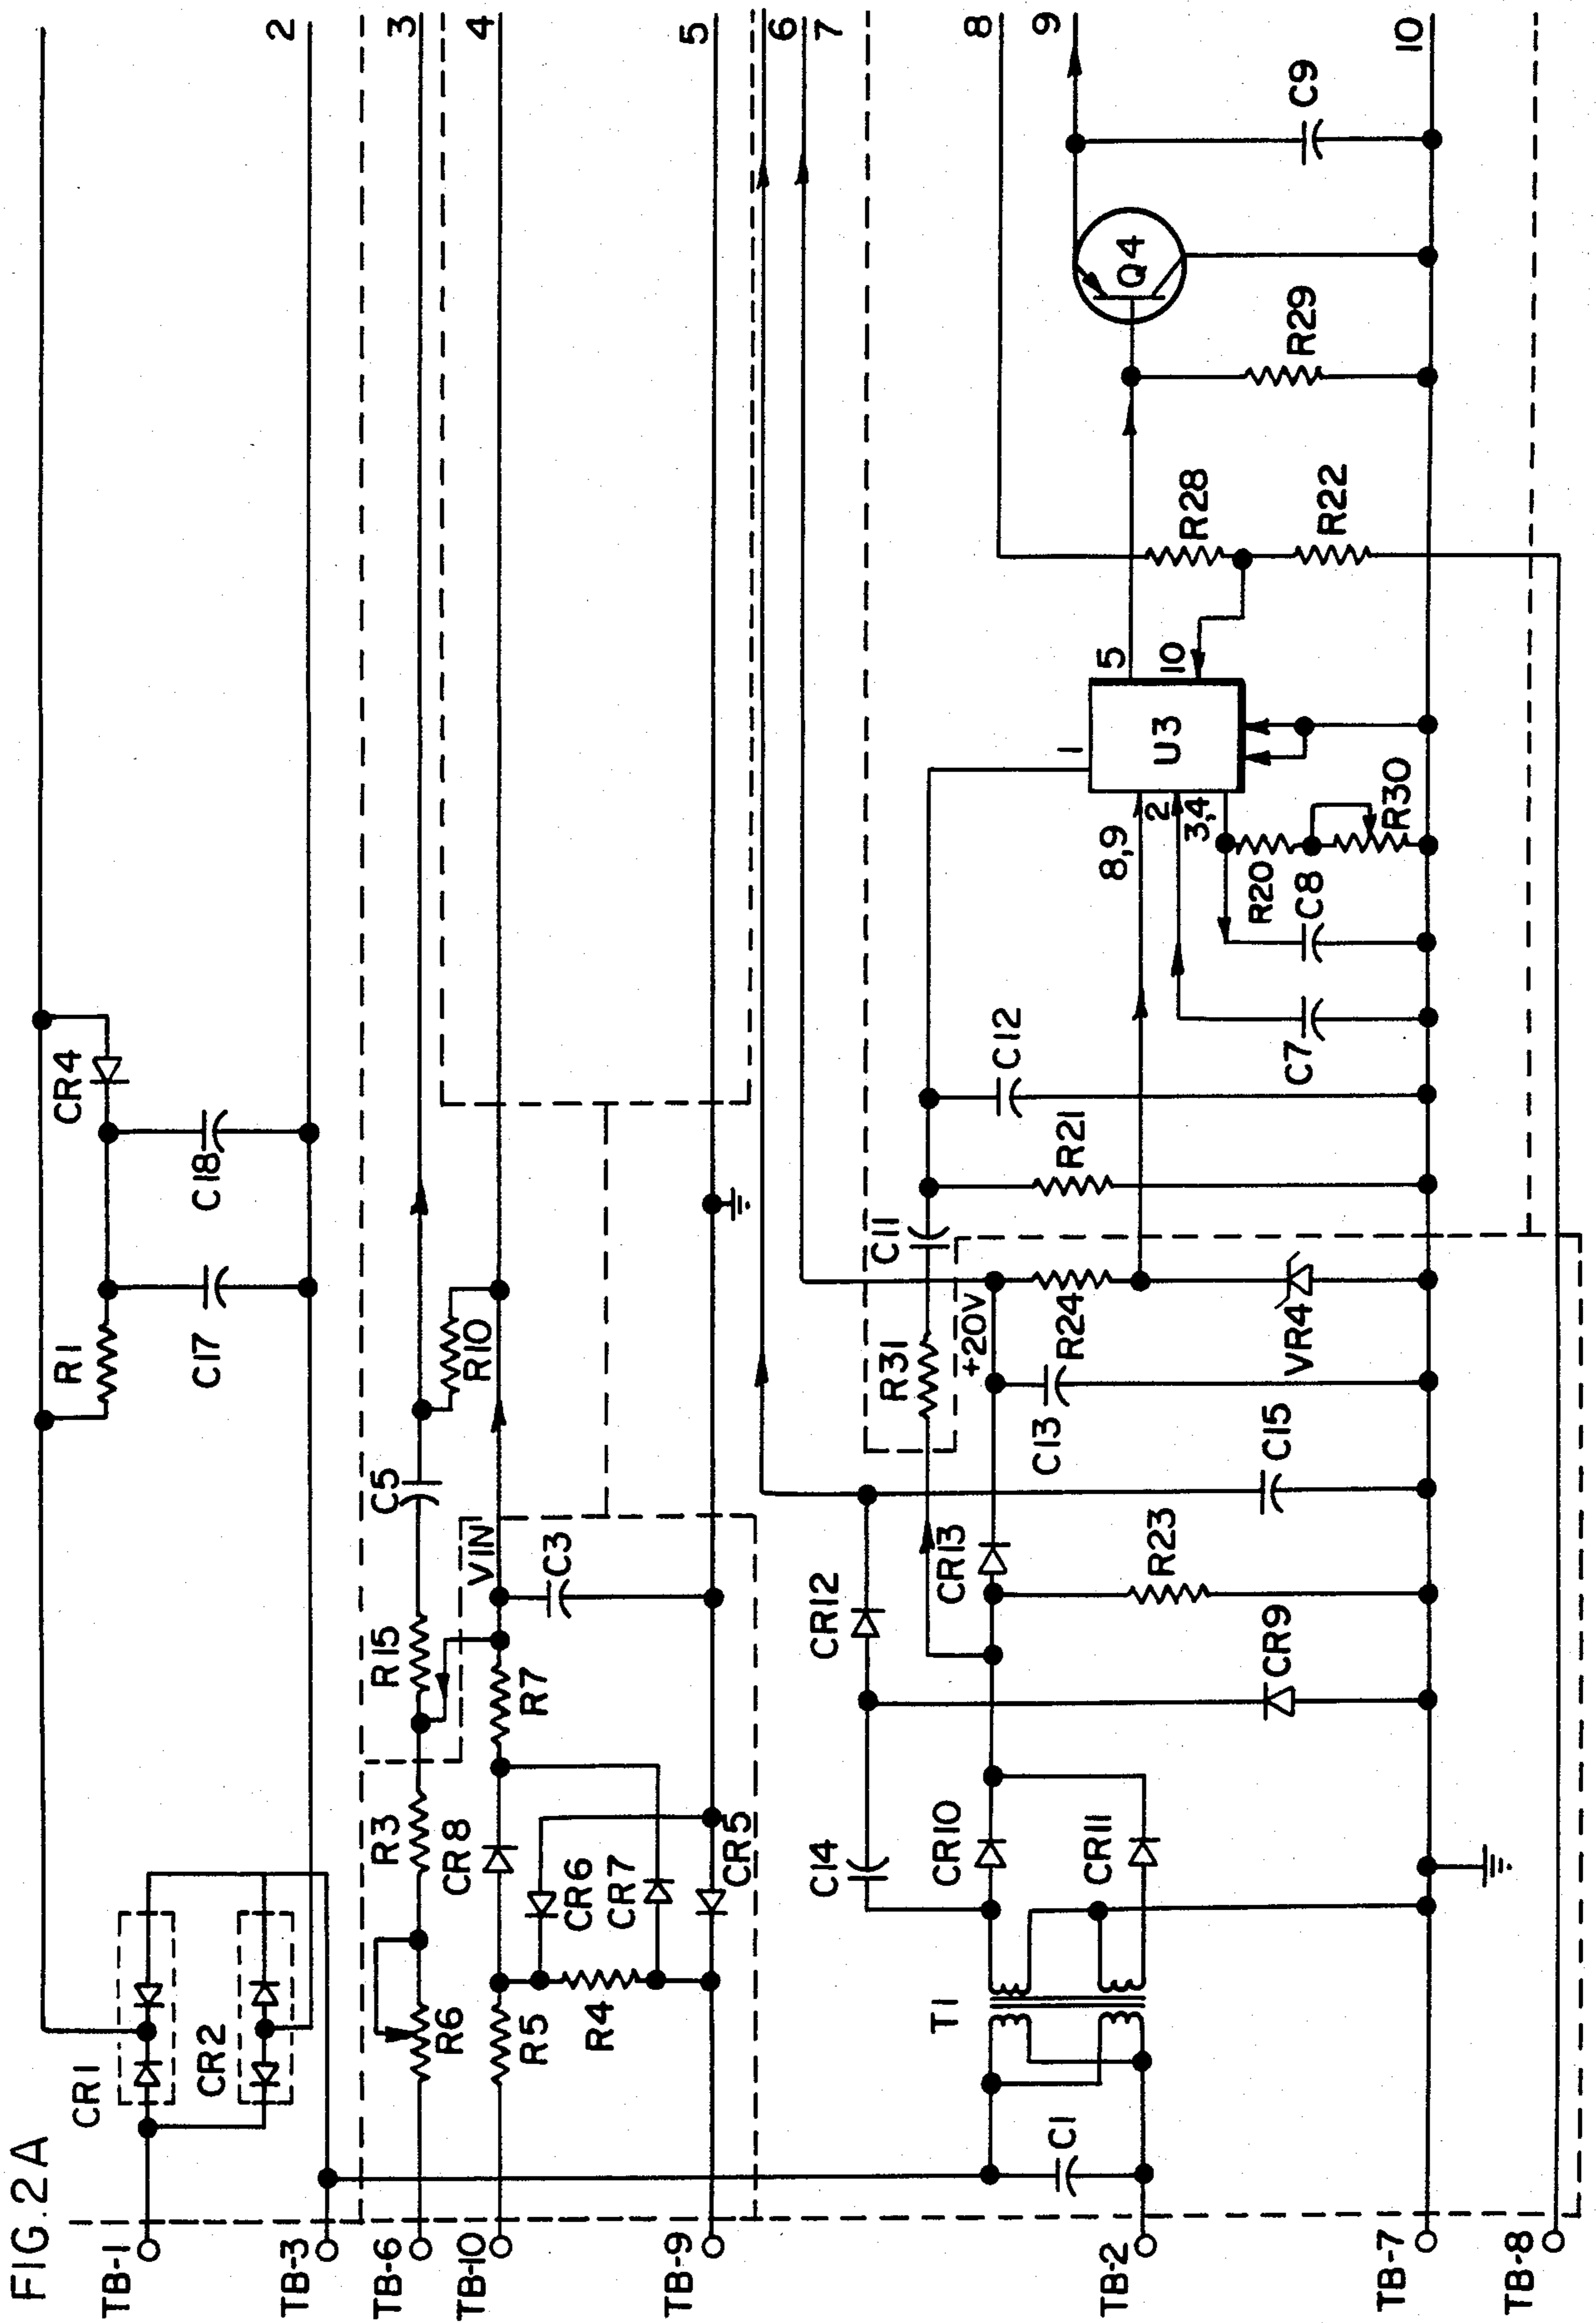 FIG.2A
TB-1
TB-3
TB-6
TB-10
TB-9
TB-2
TB-7
TB-8
CR1
CR2
R1
C17
C18
CR4
2
R6
R3
R15
C5
3
R5
CR8
R7
VIN
R10
4
R4
CR6
CR7
C3
CR5
5
6
7
C1
T1
C14
CR10
CR11
CR12
CR13
CR9
R23
C15
R31
C11
+20V
C13
R24
VR4
R21
C12
C7
C8
R20
R30
8,9
2
3,4
1
U3
5
10
R28
R22
R29
Q4
C9
8
9
10